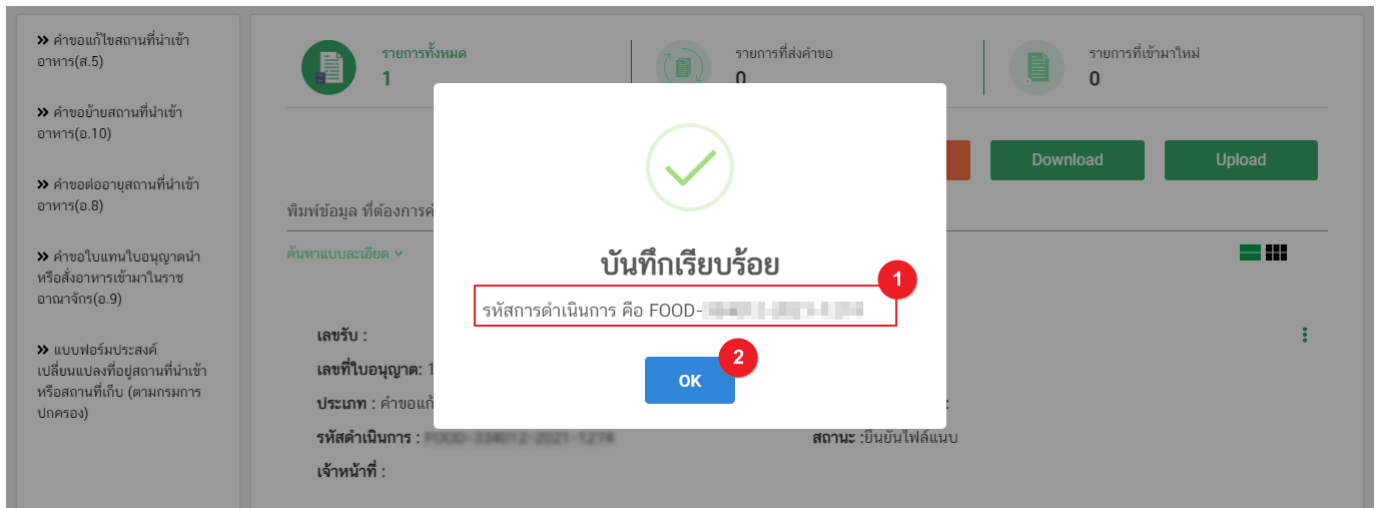 » คำขอแก้ไขสถานที่นำเข้า
อาหาร(ส.5)
» คำขอย้ายสถานที่นำเข้า
อาหาร(อ.10)
» คำขอต่ออายุสถานที่นำเข้า
อาหาร(อ.8)
» คำขอใบแทนใบอนุญาตนำ
หรือสั่งอาหารเข้ามาในราช
อาณาจักร(อ.9)
» แบบฟอร์มประสงค์
เปลี่ยนแปลงที่อยู่สถานที่นำเข้า
หรือสถานที่เก็บ (ตามกรมการ
ปกครอง)
รายการทั้งหมด
1
รายการที่ส่งคำขอ
0
รายการที่เข้ามาใหม่
0
Download
Upload
พิมพ์ข้อมูล ที่ต้องการค้
ค้นหาแบบละเอียด
บันทึกเรียบร้อย
1
รหัสการดำเนินการ คือ FOOD-
2
OK
เลขรับ :
เลขที่ใบอนุญาต: 1
ประเภท : คำขอแก้
รหัสดำเนินการ :
สถานะ :ยืนยันไฟล์แนบ
เจ้าหน้าที่ :